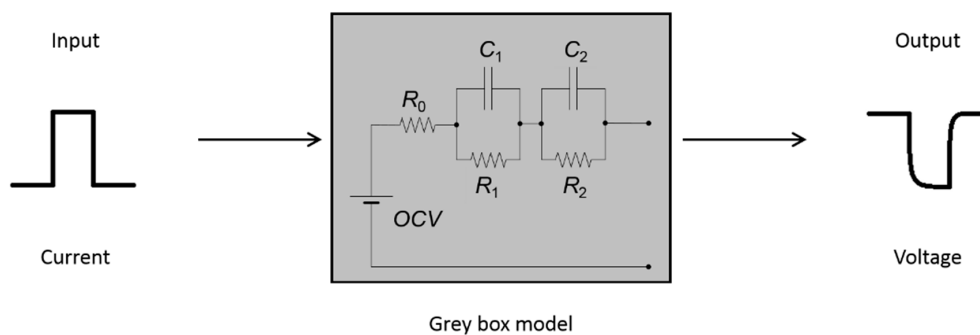 Input
Current
C1
C2
R0
R1
R2
OCV
Grey box model
Output
Voltage